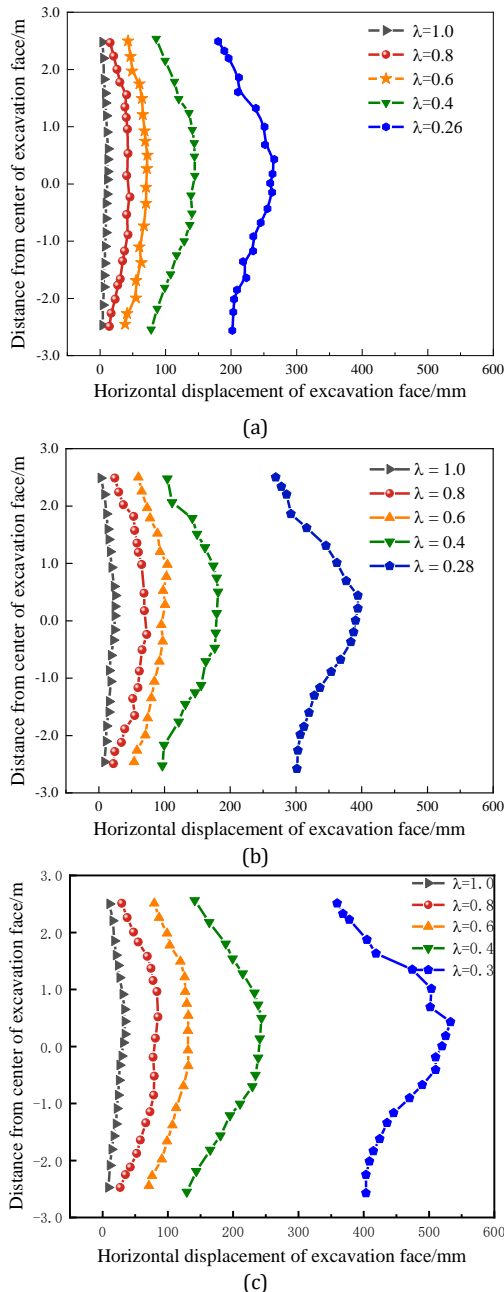 3.0
2.0
1.0
0.0
-1.0
-2.0
-3.0
Distance from center of excavation face/m
λ=1.0
λ=0.8
λ=0.6
λ=0.4
λ=0.26
0 100 200 300 400 500 600
Horizontal displacement of excavation face/mm
(a)
3.0
2.0
1.0
0.0
-1.0
-2.0
-3.0
Distance from center of excavation face/m
λ = 1.0
λ = 0.8
λ = 0.6
λ = 0.4
λ = 0.28
0 100 200 300 400 500 600
Horizontal displacement of excavation face/mm
(b)
3.0
2.0
1.0
0.0
-1.0
-2.0
-3.0
Distance from center of excavation face/m
λ=1.0
λ=0.8
λ=0.6
λ=0.4
λ=0.3
0 100 200 300 400 500 600
Horizontal displacement of excavation face/mm
(c)